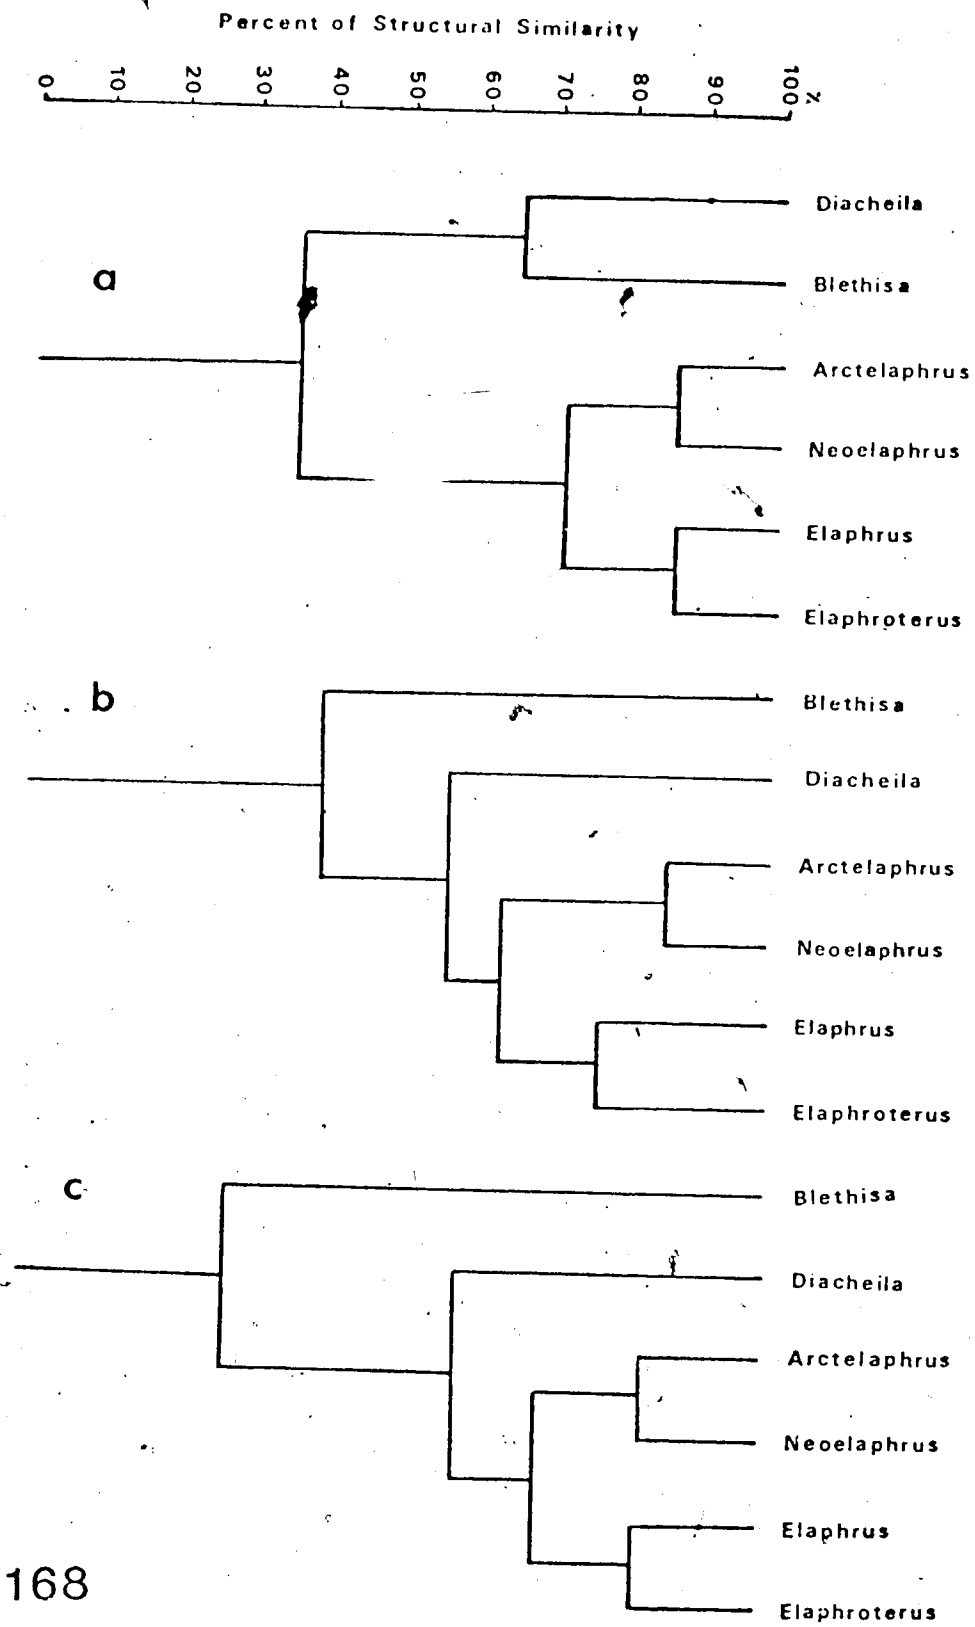 Percent of Structural Similarity
0 10 20 30 40 50 60 70 80 90 100 %
a
Diacheila
Blethisa
Arctelaphrus
Neoelaphrus
Elaphrus
Elaphroterus
b
Blethisa
Diacheila
Arctelaphrus
Neoelaphrus
Elaphrus
Elaphroterus
c
Blethisa
Diacheila
Arctelaphrus
Neoelaphrus
Elaphrus
Elaphroterus
168